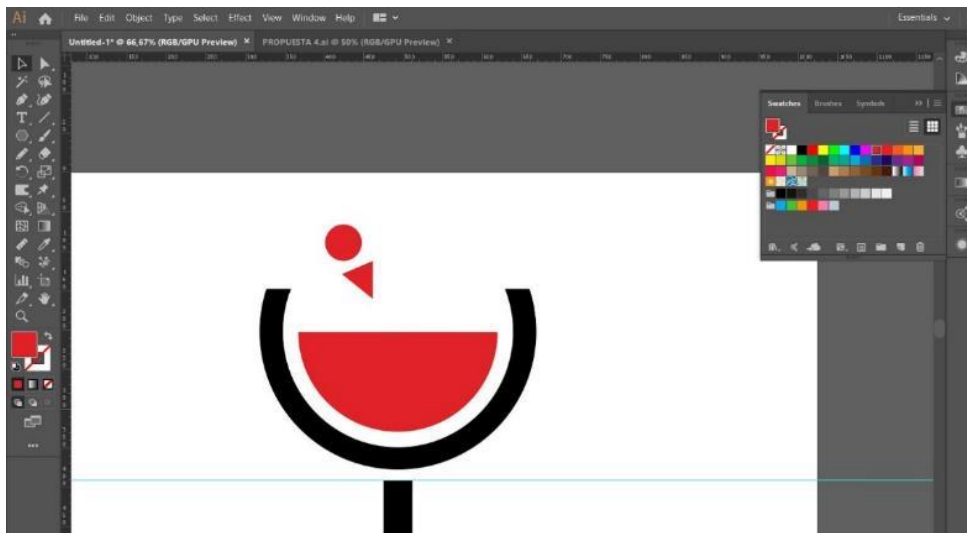 Ai File Edit Object Type Select Effect View Window Help Essentials
Untitled-1* @ 66,67% (RGB/GPU Preview) × PROPUESTA 4.ai @ 50% (RGB/GPU Preview) ×
Swatches Brushes Symbols